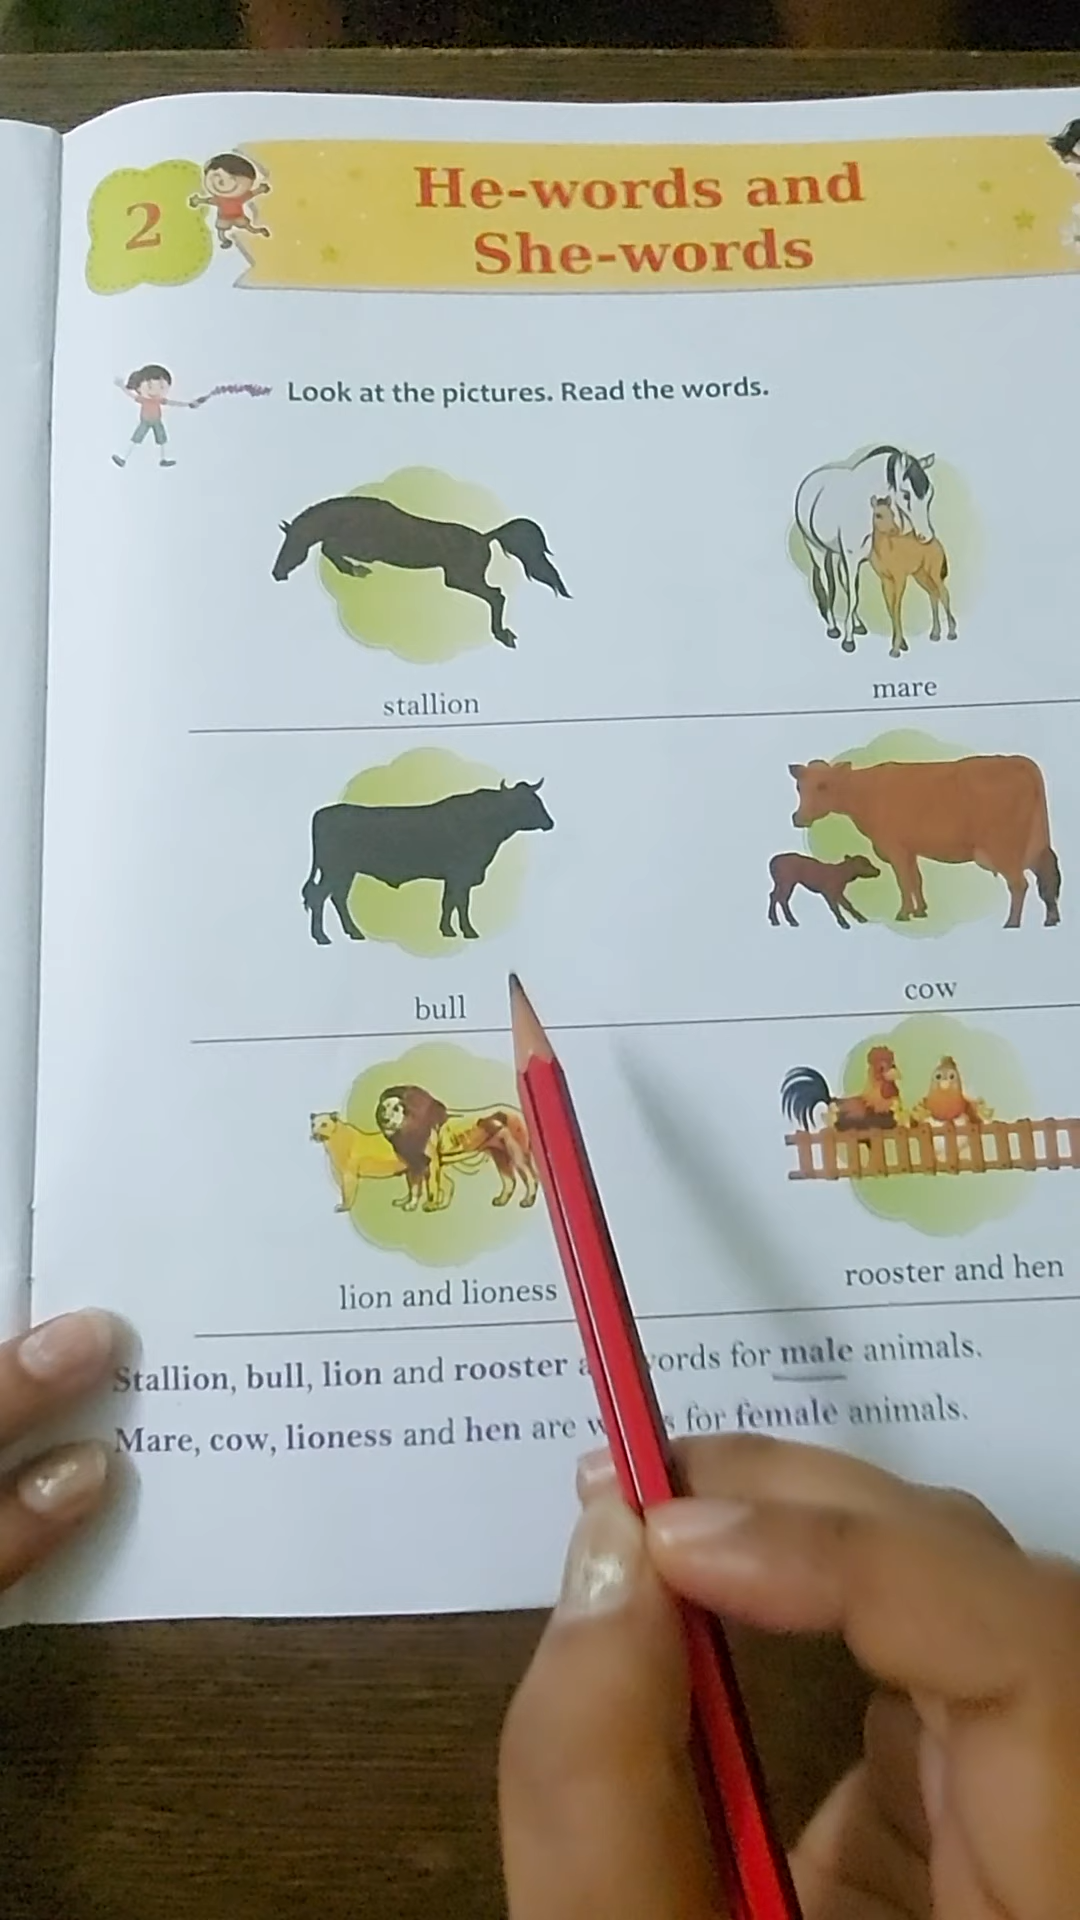 2
He-words and
She-words
Look at the pictures. Read the words.
stallion
mare
bull
cow
lion and lioness
rooster and hen
Stallion, bull, lion and rooster words for male animals.
Mare, cow, lioness and hen are for female animals.